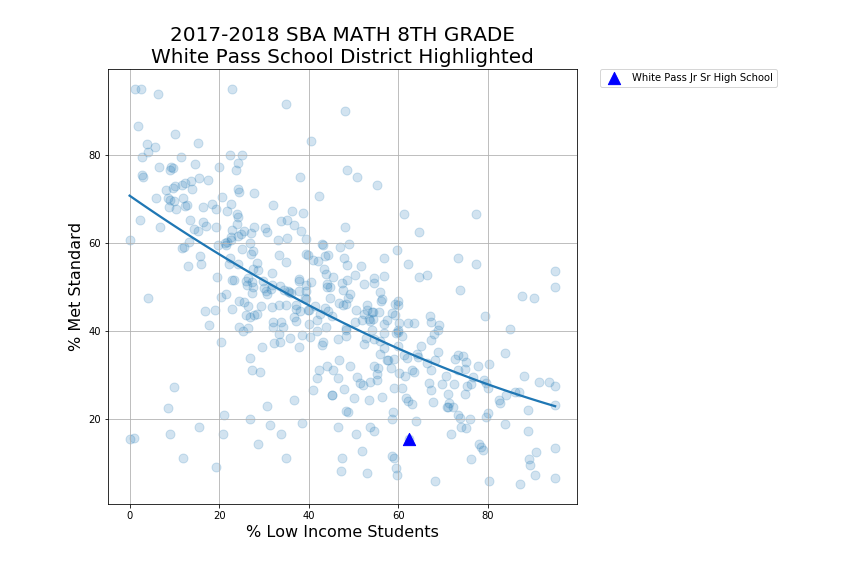 2017-2018 SBA MATH 8TH GRADE
White Pass School District Highlighted
White Pass Jr Sr High School
% Met Standard
80
60
40
20
0 20 40 60 80
% Low Income Students